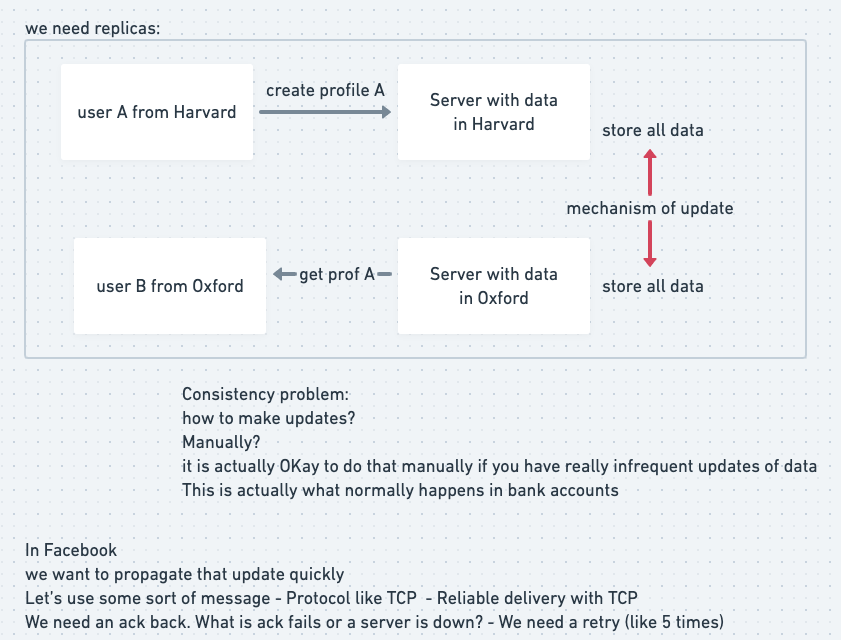 we need replicas:
user A from Harvard
create profile A
Server with data
in Harvard
store all data
mechanism of update
user B from Oxford
get prof A
Server with data
in Oxford
store all data
Consistency problem:
how to make updates?
Manually?
it is actually OKay to do that manually if you have really infrequent updates of data
This is actually what normally happens in bank accounts
In Facebook
we want to propagate that update quickly
Let's use some sort of message - Protocol like TCP - Reliable delivery with TCP
We need an ack back. What is ack fails or a server is down? - We need a retry (like 5 times)